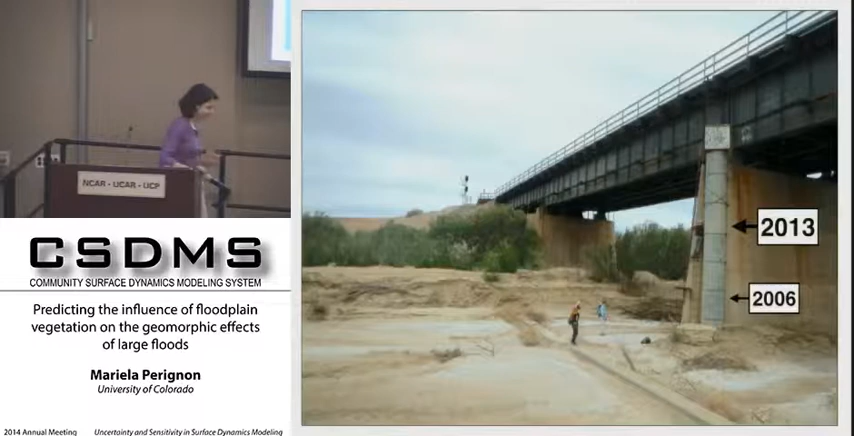 NCAR - UCAR - UCP
CSDMS
COMMUNITY SURFACE DYNAMICS MODELING SYSTEM
Predicting the influence of floodplain
vegetation on the geomorphic effects
of large floods
Mariela Perignon
University of Colorado
2014 Annual Meeting Uncertainty and Sensitivity in Surface Dynamics Modeling
2013
2006